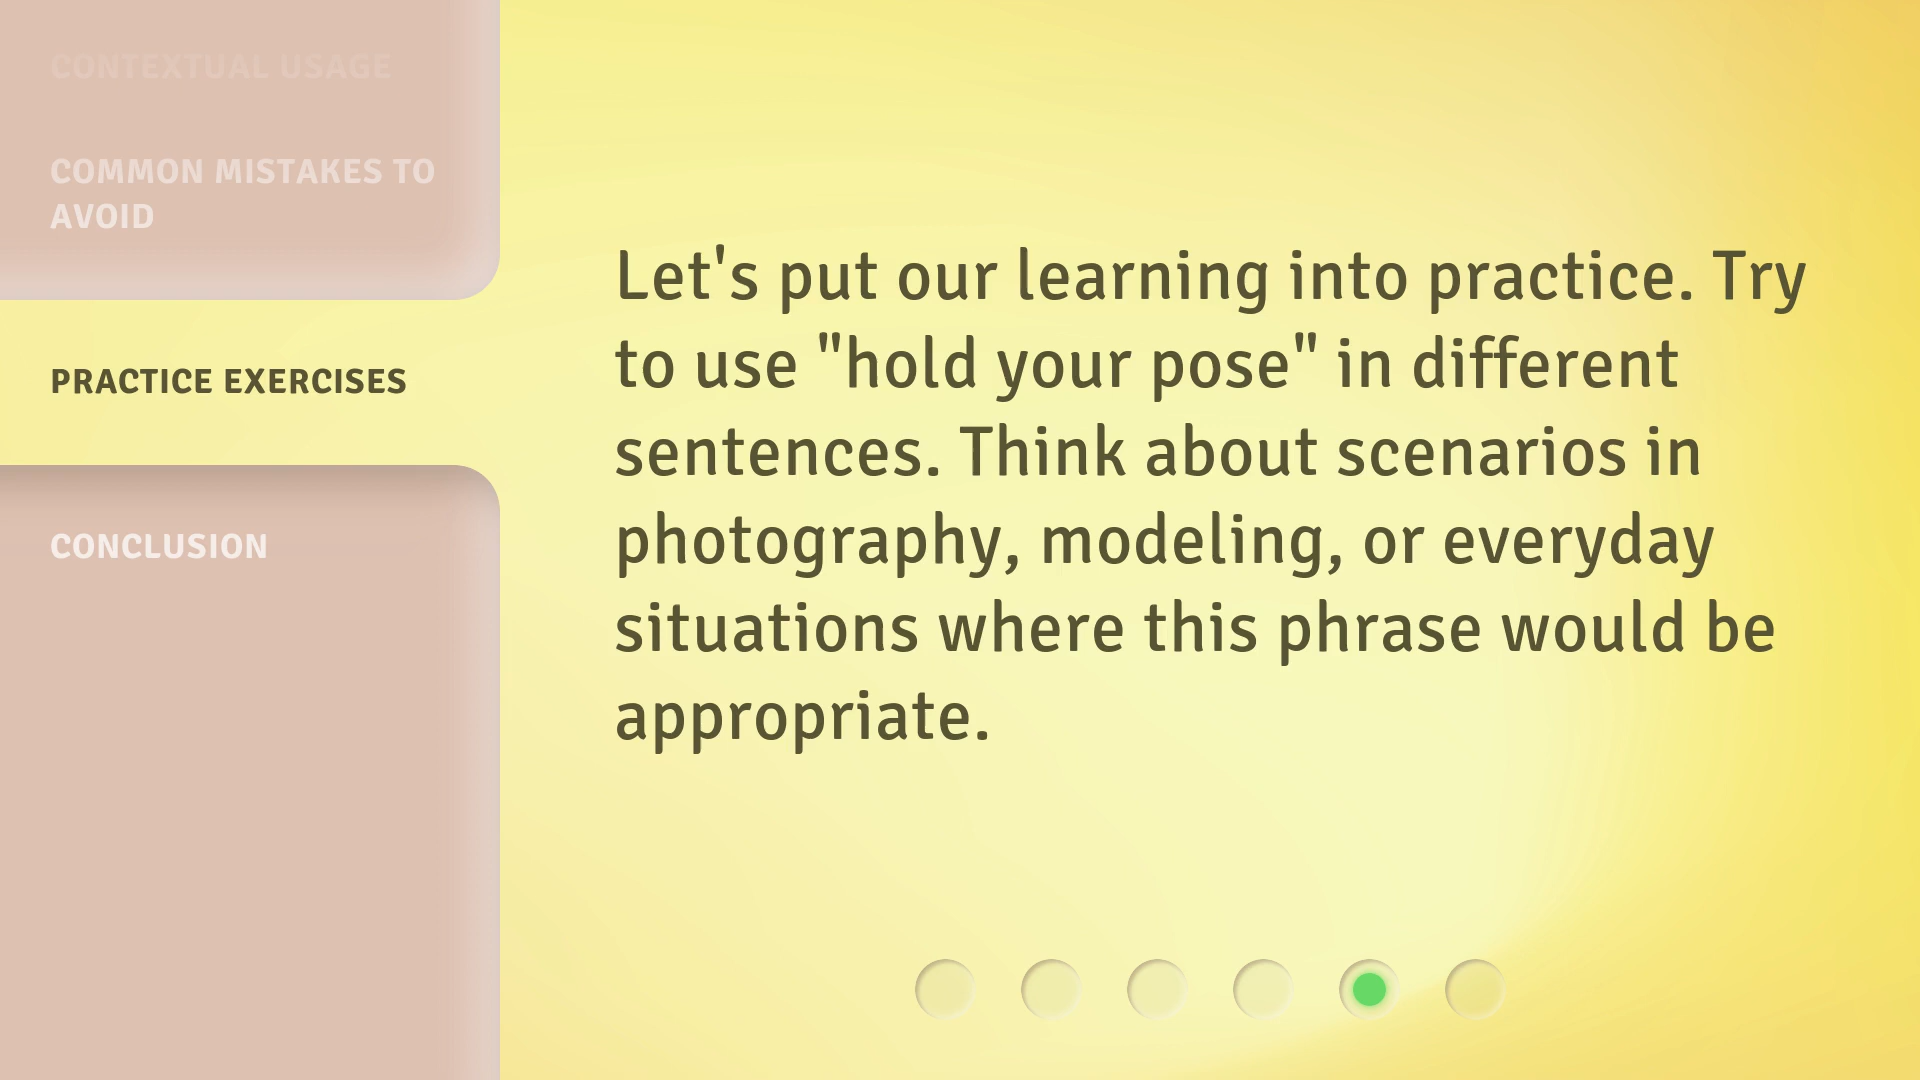 CONTEXTUAL USAGE
COMMON MISTAKES TO
AVOID
PRACTICE EXERCISES
CONCLUSION
Let's put our learning into practice. Try
to use "hold your pose" in different
sentences. Think about scenarios in
photography, modeling, or everyday
situations where this phrase would be
appropriate.